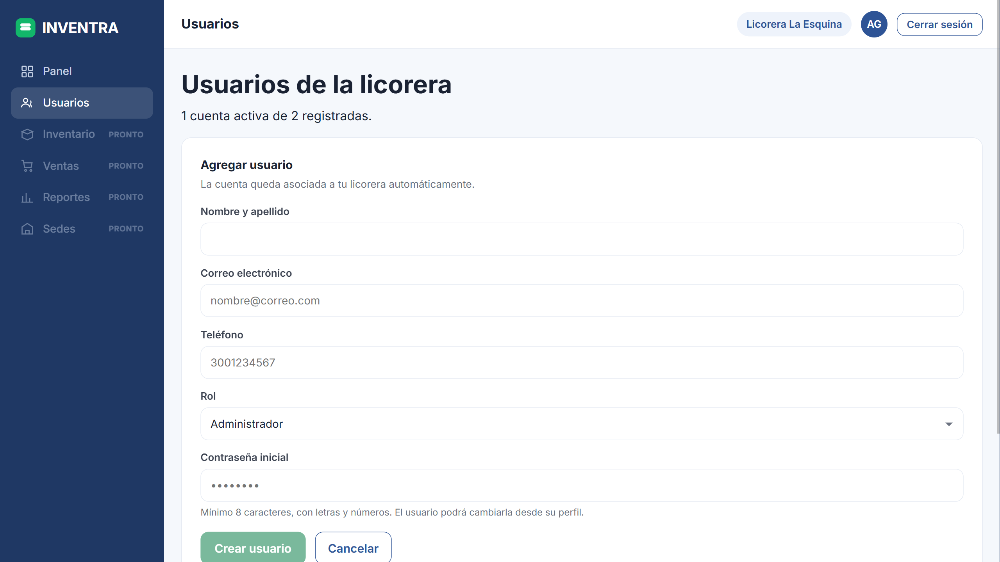 INVENTRA
Panel
Usuarios
Inventario PRONTO
Ventas PRONTO
Reportes PRONTO
Sedes PRONTO
Usuarios
Licorera La Esquina
AG
Cerrar sesión
Usuarios de la licorera
1 cuenta activa de 2 registradas.
Agregar usuario
La cuenta queda asociada a tu licorera automáticamente.
Nombre y apellido
Correo electrónico
nombre@correo.com
Teléfono
3001234567
Rol
Administrador
Contraseña inicial
••••••••
Mínimo 8 caracteres, con letras y números. El usuario podrá cambiarla desde su perfil.
Crear usuario
Cancelar